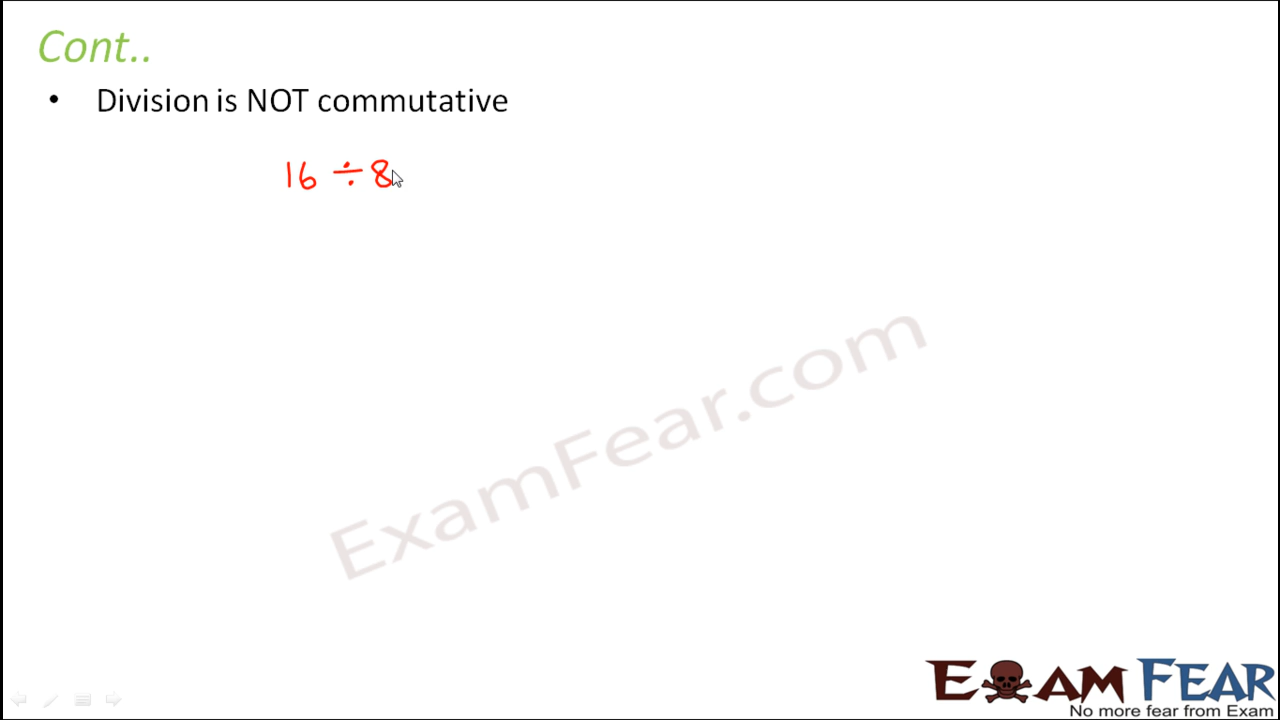 Cont..
• Division is NOT commutative
16 ÷ 8
ExamFear.com
EXAM FEAR
No more fear from Exam